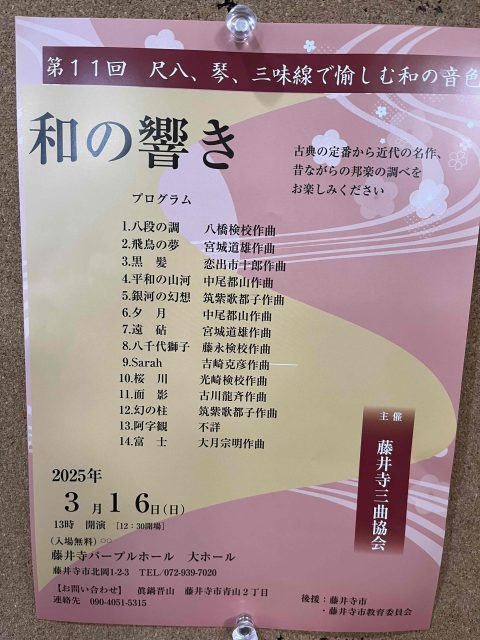 第11回　尺八、琴、三味線で愉しむ和の音色
和の響き
古典の定番から近代の名作、
昔ながらの邦楽の調べを
お楽しみください
プログラム
1.八段の調　八橋検校作曲
2.飛鳥の夢　宮城道雄作曲
3.黒　髪　恋出市十郎作曲
4.平和の山河　中尾都山作曲
5.銀河の幻想　筑紫歌都子作曲
6.夕　月　中尾都山作曲
7.遠　砧　宮城道雄作曲
8.八千代獅子　藤永検校作曲
9.Sarah　吉崎克彦作曲
10.桜　川　光崎検校作曲
11.面　影　古川龍斉作曲
12.幻の柱　筑紫歌都子作曲
13.阿字観　不詳
14.富　士　大月宗明作曲
主催
藤井寺三曲協会
2025年
3月16日(日)
13時　開演　[12：30開場]
(入場無料) ○○
藤井寺パープルホール　大ホール
藤井寺市北岡1-2-3　TEL/072-939-7020
【お問い合わせ】　眞鍋晋山　藤井寺市青山2丁目
連絡先　090-4051-5315
後援：藤井寺市
・藤井寺市教育委員会